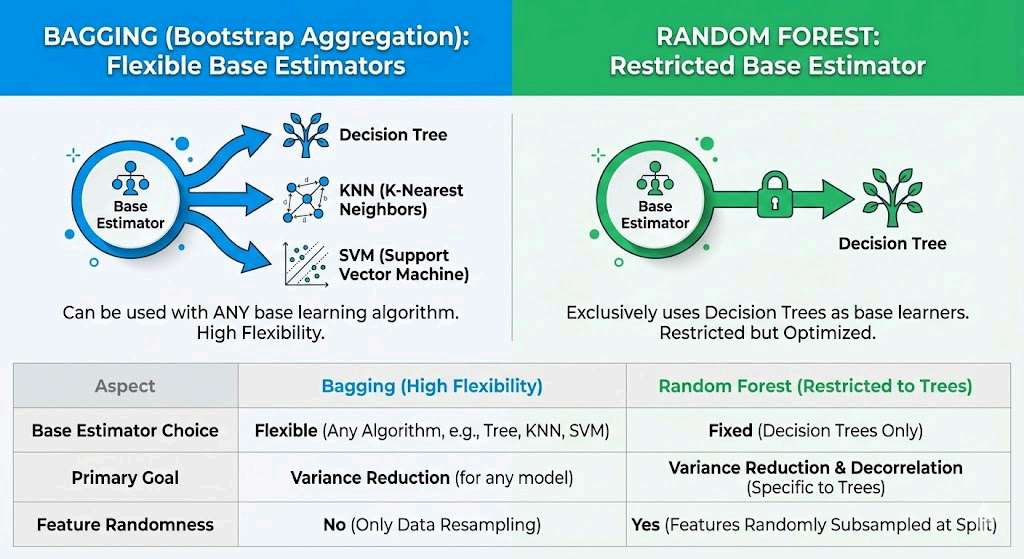 BAGGING (Bootstrap Aggregation):
Flexible Base Estimators
RANDOM FOREST:
Restricted Base Estimator
Base
Estimator
Decision Tree
KNN (K-Nearest
Neighbors)
SVM (Support
Vector Machine)
Can be used with ANY base learning algorithm.
High Flexibility.
Base
Estimator
Decision Tree
Exclusively uses Decision Trees as base learners.
Restricted but Optimized.
Aspect
Bagging (High Flexibility)
Random Forest (Restricted to Trees)
Base Estimator Choice
Flexible (Any Algorithm, e.g., Tree, KNN, SVM)
Fixed (Decision Trees Only)
Primary Goal
Variance Reduction (for any model)
Variance Reduction & Decorrelation
(Specific to Trees)
Feature Randomness
No (Only Data Resampling)
Yes (Features Randomly Subsampled at Split)